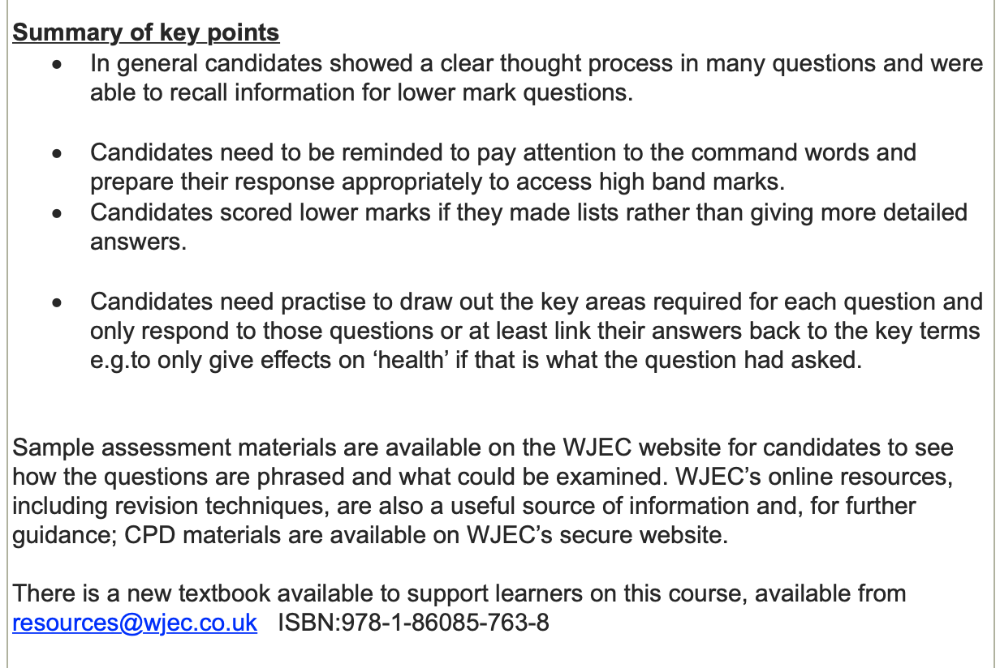 Summary of key points
• In general candidates showed a clear thought process in many questions and were
able to recall information for lower mark questions.
• Candidates need to be reminded to pay attention to the command words and
prepare their response appropriately to access high band marks.
• Candidates scored lower marks if they made lists rather than giving more detailed
answers.
• Candidates need practise to draw out the key areas required for each question and
only respond to those questions or at least link their answers back to the key terms
e.g.to only give effects on ‘health’ if that is what the question had asked.
Sample assessment materials are available on the WJEC website for candidates to see
how the questions are phrased and what could be examined. WJEC’s online resources,
including revision techniques, are also a useful source of information and, for further
guidance; CPD materials are available on WJEC’s secure website.
There is a new textbook available to support learners on this course, available from
resources@wjec.co.uk ISBN:978-1-86085-763-8